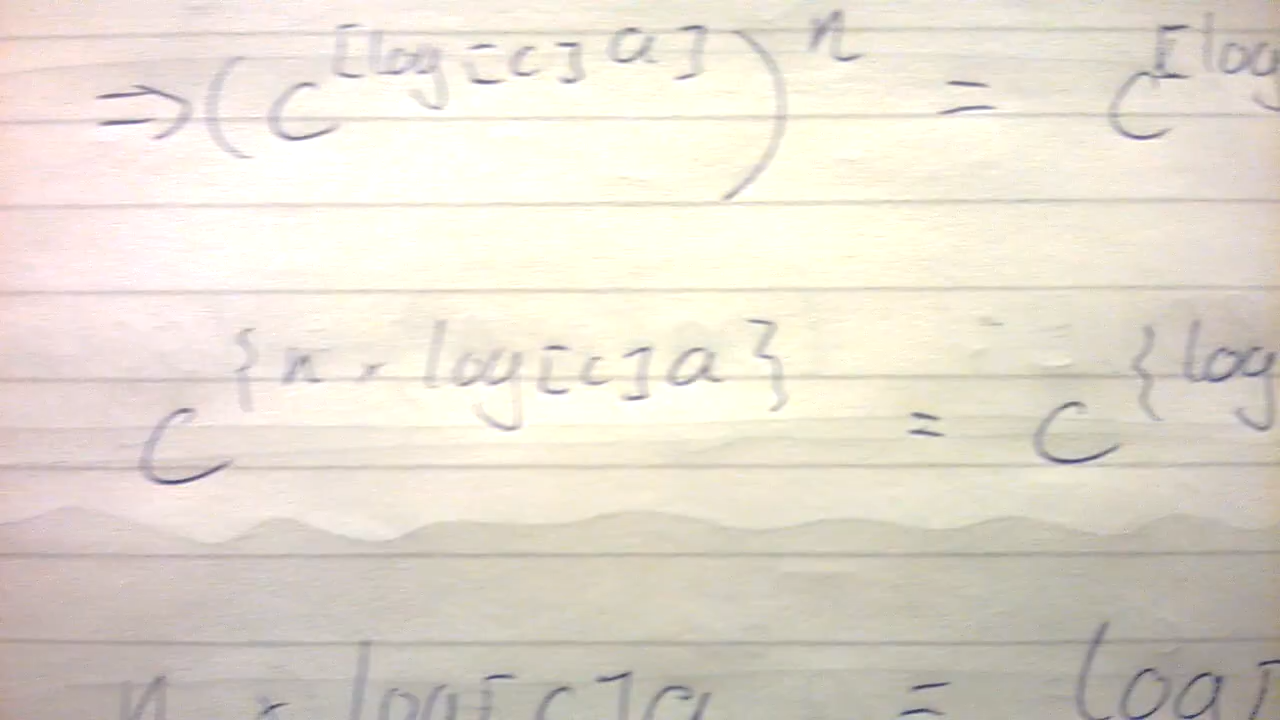 ⇒(c^[log[c]a])^n = c^[log
c^{n × log[c]a} = c^{log
n × log[c]a = log[